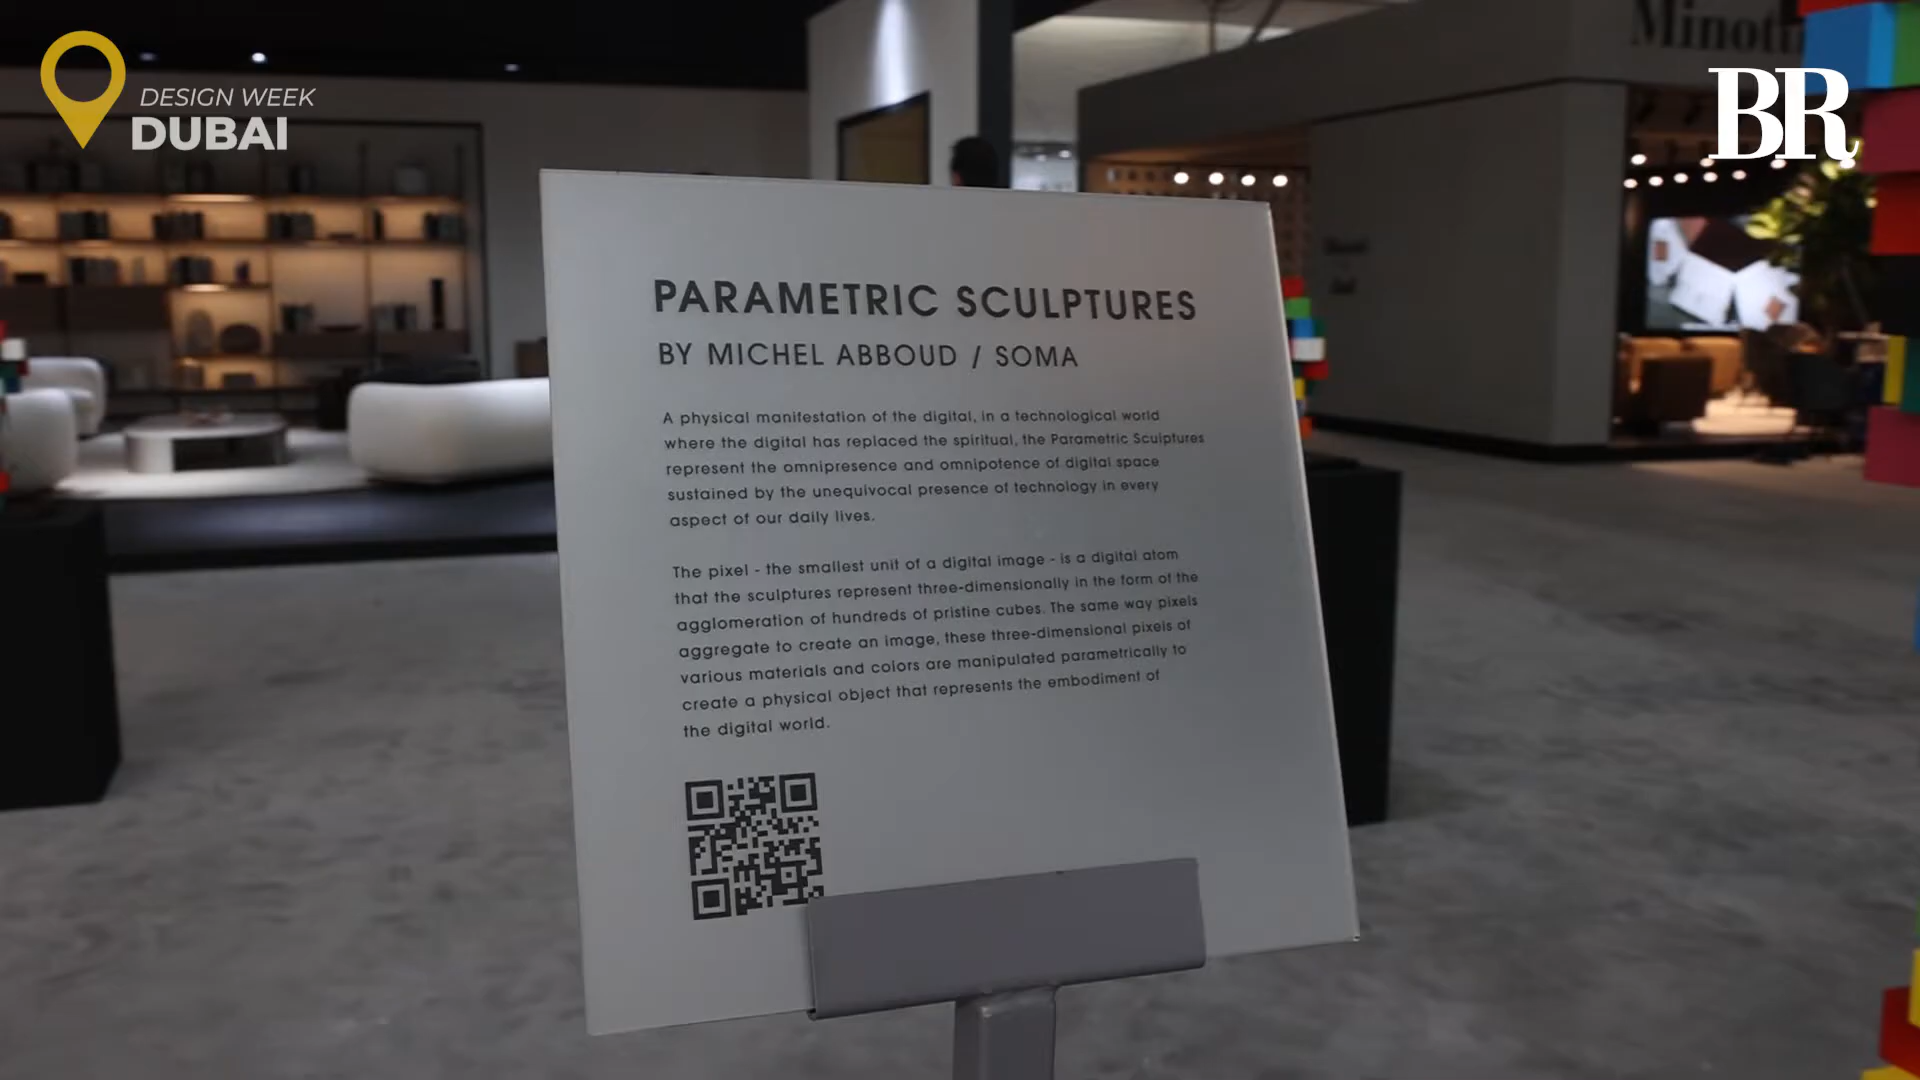 DESIGN WEEK
DUBAI
BR
Minotti
PARAMETRIC SCULPTURES
BY MICHEL ABBOUD / SOMA
A physical manifestation of the digital, in a technological world
where the digital has replaced the spiritual, the Parametric Sculptures
represent the omnipresence and omnipotence of digital space
sustained by the unequivocal presence of technology in every
aspect of our daily lives.
The pixel - the smallest unit of a digital image - is a digital atom
that the sculptures represent three-dimensionally in the form of the
agglomeration of hundreds of pristine cubes. The same way pixels
aggregate to create an image, these three-dimensional pixels of
various materials and colors are manipulated parametrically to
create a physical object that represents the embodiment of
the digital world.